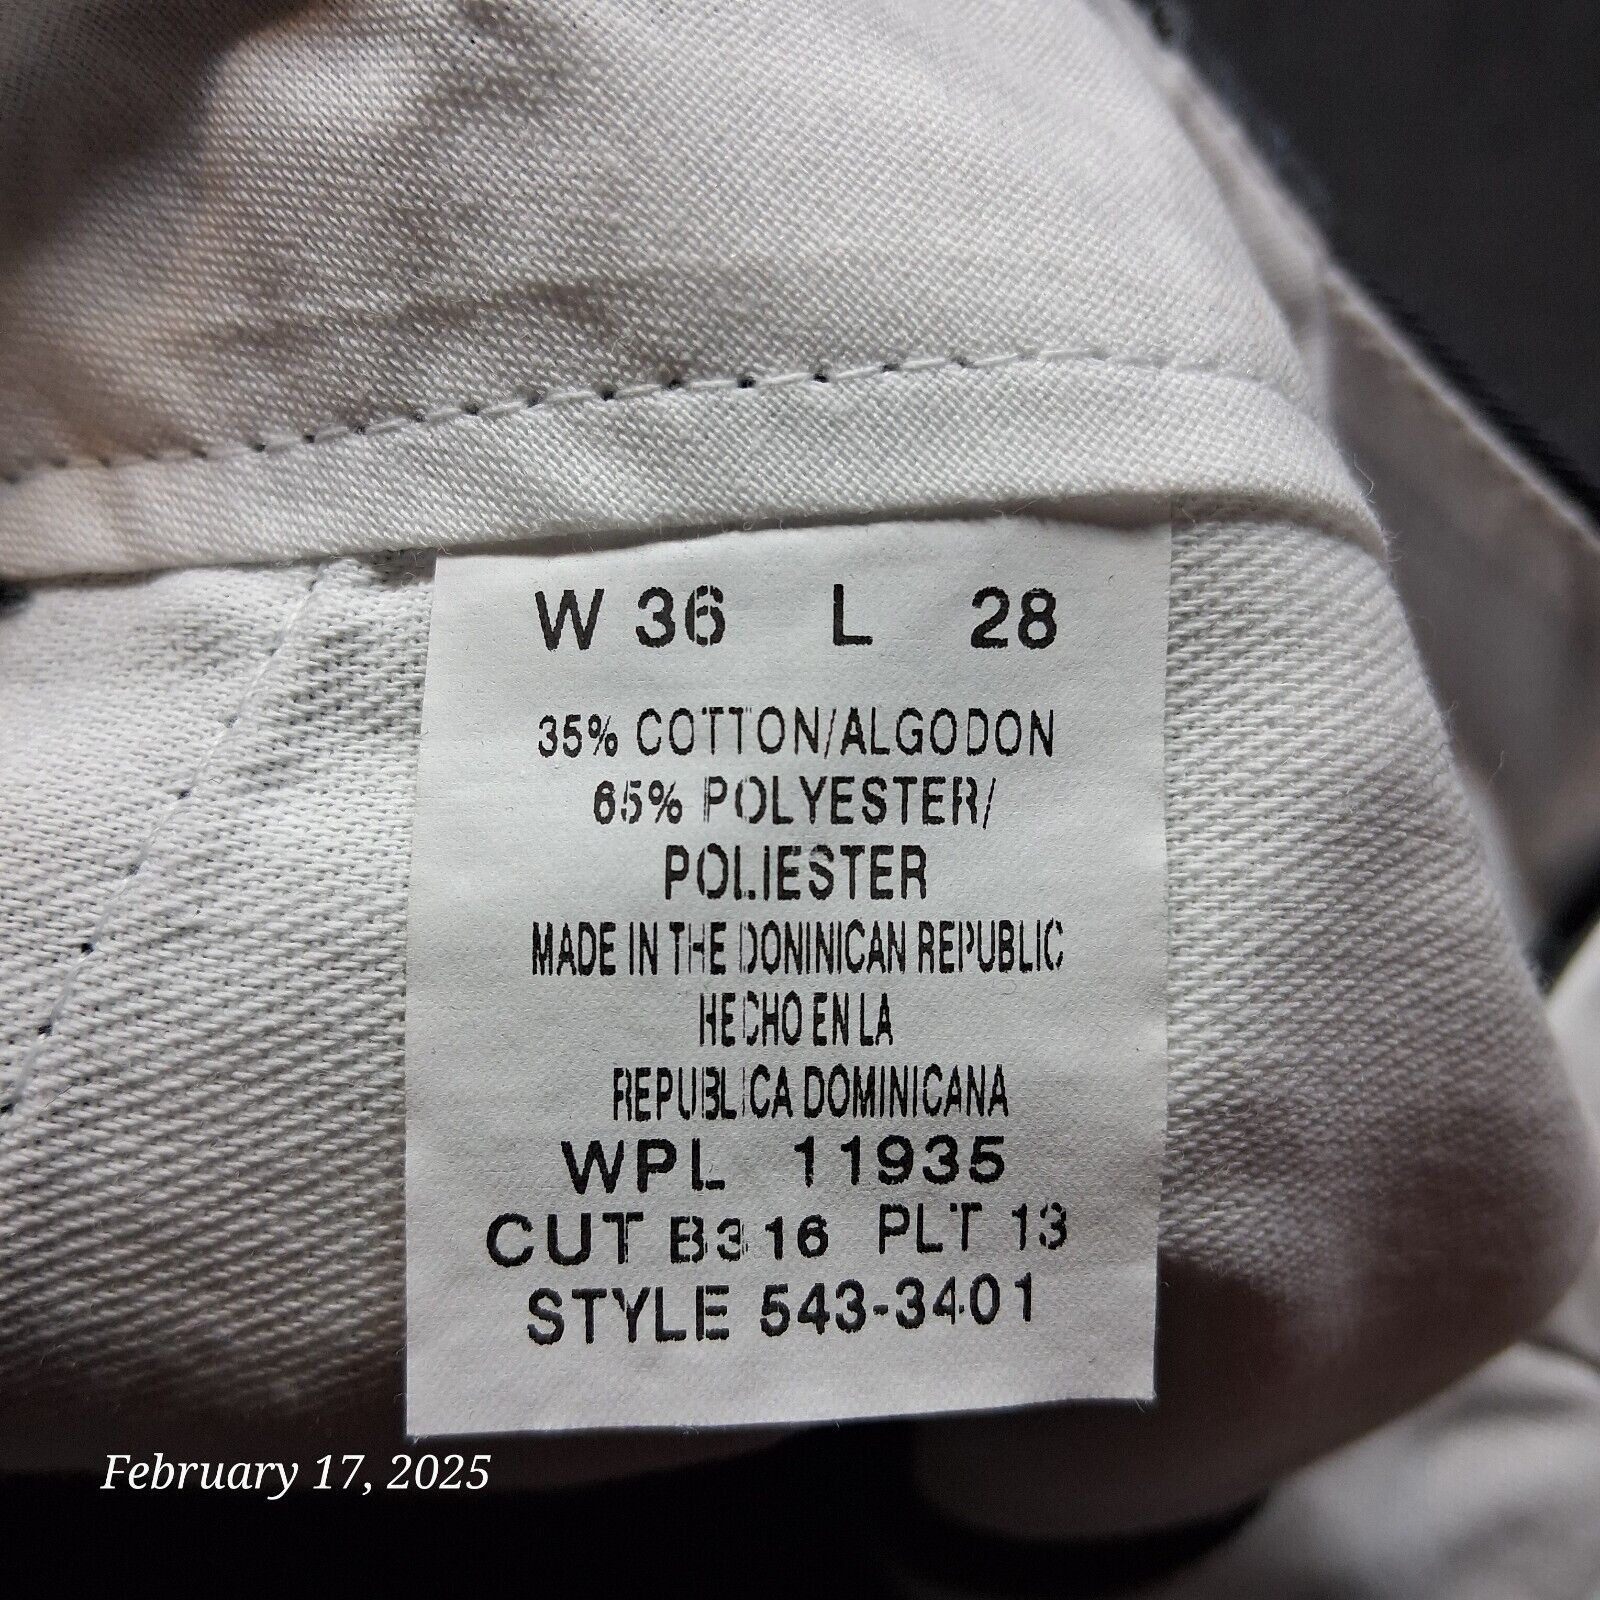 W 36 L 28
35% COTTON/ALGODON
65% POLYESTER/
POLIESTER
MADE IN THE DONINICAN REPUBLIC
HECHO EN LA
REPUBLICA DOMINICANA
WPL 11935
CUT B316 PLT 13
STYLE 543-3401
February 17, 2025